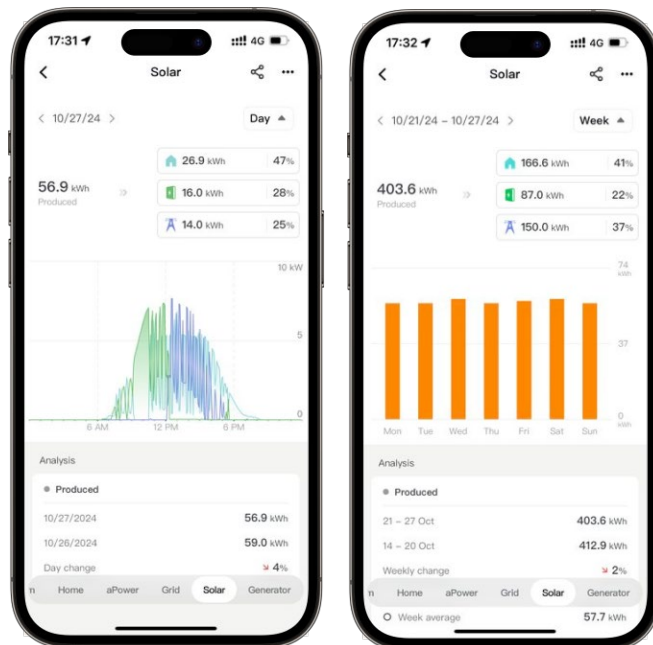 17:31
4G
Solar
10/27/24
Day
56.9 kWh
Produced
26.9 kWh 47%
16.0 kWh 28%
14.0 kWh 25%
10 kW
5
0
6 AM 12 PM 6 PM
Analysis
Produced
10/27/2024 56.9 kWh
10/26/2024 59.0 kWh
Day change 4%
m Home aPower Grid Solar Generator
17:32
4G
Solar
10/21/24 – 10/27/24
Week
403.6 kWh
Produced
166.6 kWh 41%
87.0 kWh 22%
150.0 kWh 37%
74
kWh
37
0
kWh
Mon Tue Wed Thu Fri Sat Sun
Analysis
Produced
21 – 27 Oct 403.6 kWh
14 – 20 Oct 412.9 kWh
Weekly change 2%
m Home aPower Grid Solar Generator
Week average 57.7 kWh